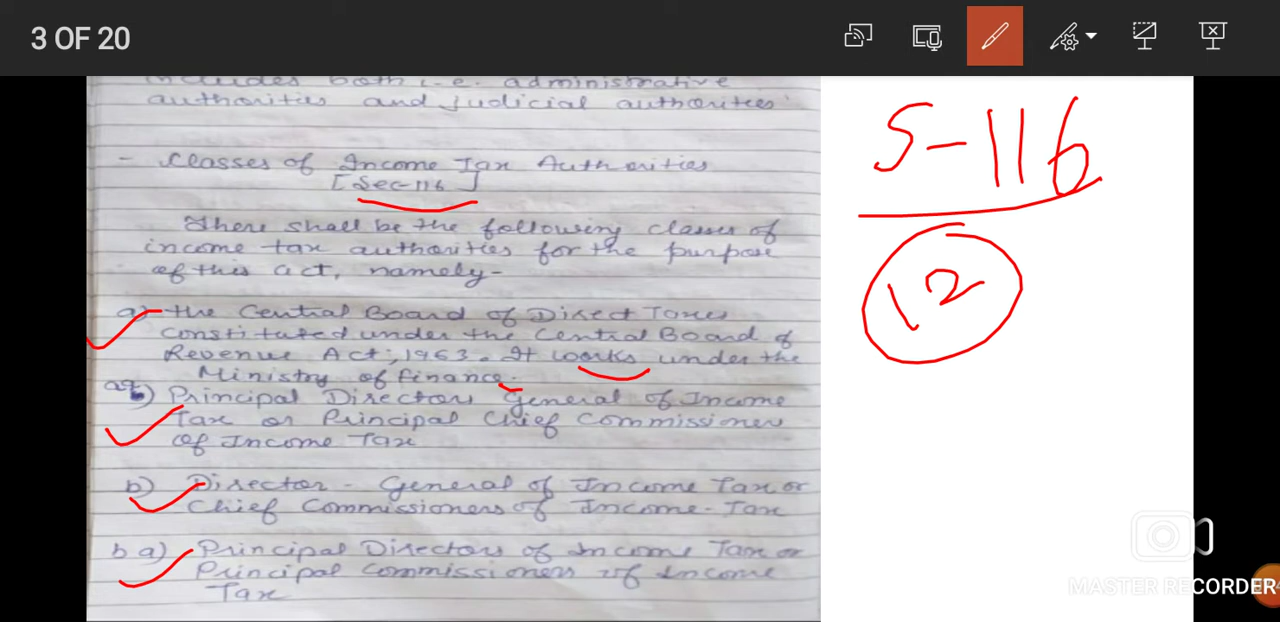 3 OF 20
includes both i.e. administrative
authorities and judicial authorities
- Classes of Income Tax Authorities
[Sec-116]
There shall be the following classes of
income tax authorities for the purpose
of this act, namely-
a) the Central Board of Direct Taxes
constituted under the Central Board of
Revenue Act, 1963. It works under the
Ministry of finance.
Principal Directors General of Income
Tax or Principal Chief Commissioner
of Income Tax
b) Director - General of Income Tax or
Chief Commissioners of Income-Tax
b a) Principal Directors of Income Tax or
Principal Commissioners of Income
Tax
S-116
12
MASTER RECORDER